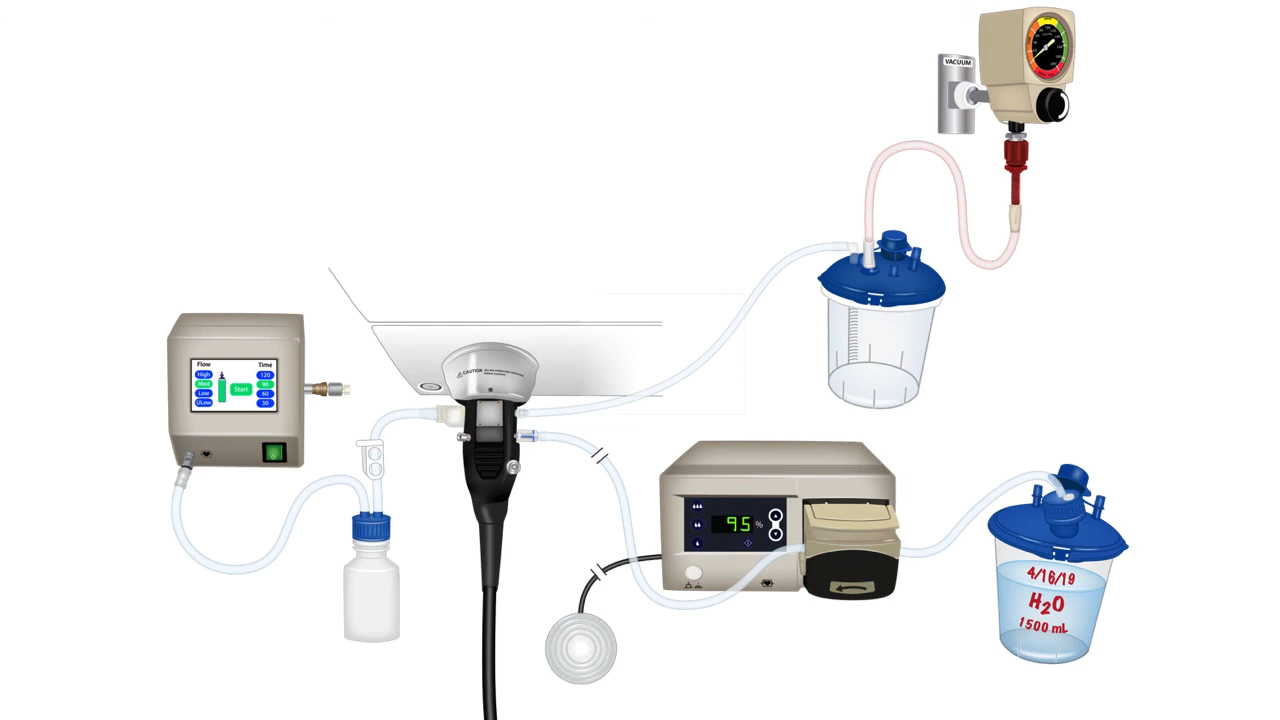 VACUUM
Flow
Time
High
Med
Low
ULow
Start
120
90
60
30
CAUTION
95 %
4/16/19
H₂O
1500 mL